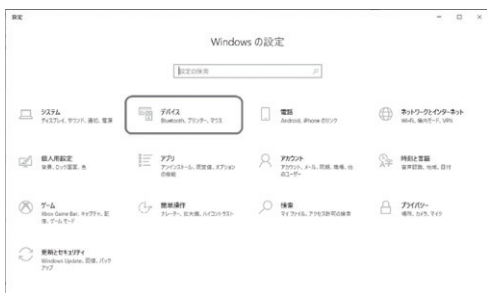 設定
Windows の設定
設定の検索
システム
ディスプレイ、サウンド、通知、電源
デバイス
Bluetooth、プリンター、マウス
電話
Android, iPhone のリンク
ネットワークとインターネット
Wi-Fi、機内モード、VPN
個人用設定
背景、ロック画面、色
アプリ
アンインストール、既定値、オプションの機能
アカウント
アカウント、メール、同期、職場、他のユーザー
時刻と言語
音声認識、地域、日付
ゲーム
Xbox Game Bar、キャプチャ、配信、ゲーム モード
簡単操作
ナレーター、拡大鏡、ハイコントラスト
検索
マイ ファイル、アクセス許可の検索
プライバシー
場所、カメラ、マイク
更新とセキュリティ
Windows Update、回復、バックアップ